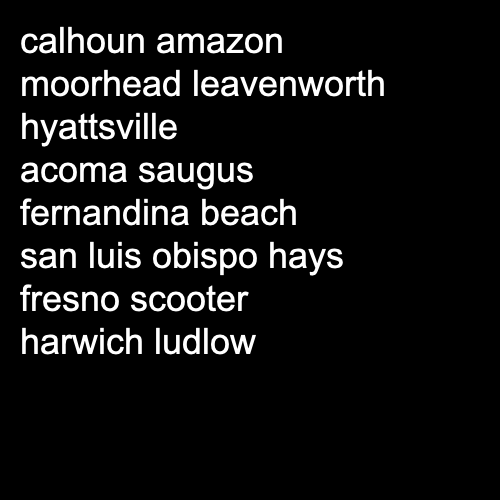 calhoun amazon
moorhead leavenworth
hyattsville
acoma saugus
fernandina beach
san luis obispo hays
fresno scooter
harwich ludlow